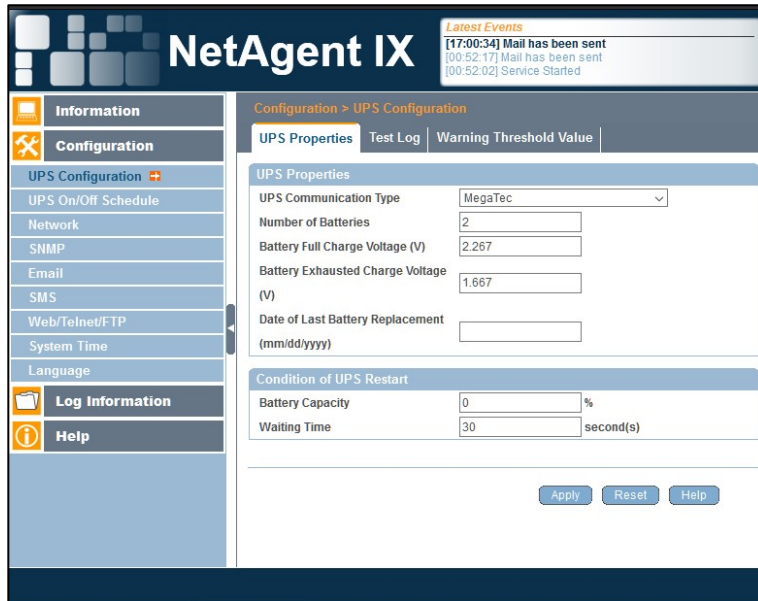 NetAgent IX
Latest Events
[17:00:34] Mail has been sent
[00:52:17] Mail has been sent
[00:52:02] Service Started
Information
Configuration
UPS Configuration
UPS On/Off Schedule
Network
SNMP
Email
SMS
Web/Telnet/FTP
System Time
Language
Log Information
Help
Configuration > UPS Configuration
UPS Properties Test Log Warning Threshold Value
UPS Properties
UPS Communication Type MegaTec
Number of Batteries 2
Battery Full Charge Voltage (V) 2.267
Battery Exhausted Charge Voltage
(V) 1.667
Date of Last Battery Replacement
(mm/dd/yyyy)
Condition of UPS Restart
Battery Capacity 0 %
Waiting Time 30 second(s)
Apply Reset Help